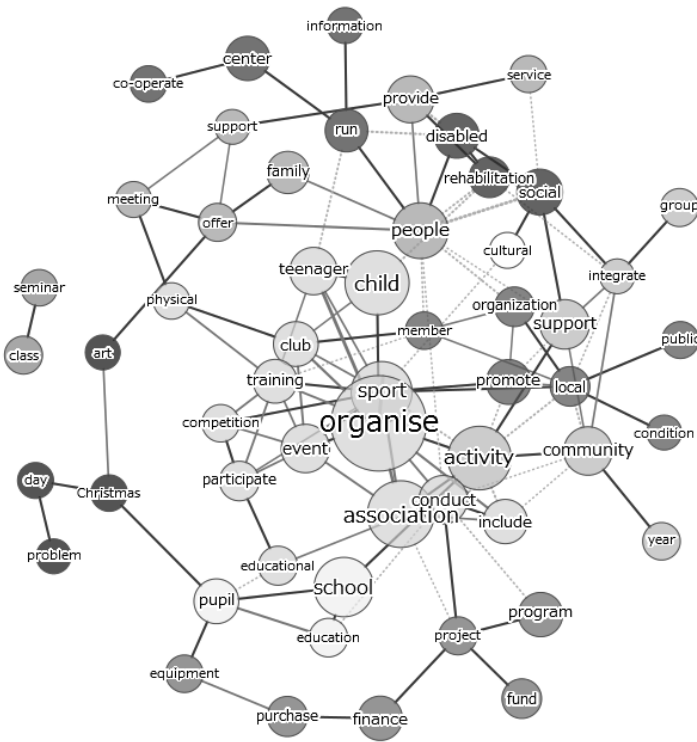 information
center
co-operate
service
provide
support
run
disabled
family
rehabilitation
social
meeting
group
offer
people
cultural
teenager
integrate
child
seminar
physical
organization
support
member
public
club
class
art
training
sport
promote
local
organise
competition
condition
event
community
activity
participate
day
Christmas
conduct
association
include
year
problem
educational
school
pupil
program
education
project
equipment
fund
purchase
finance